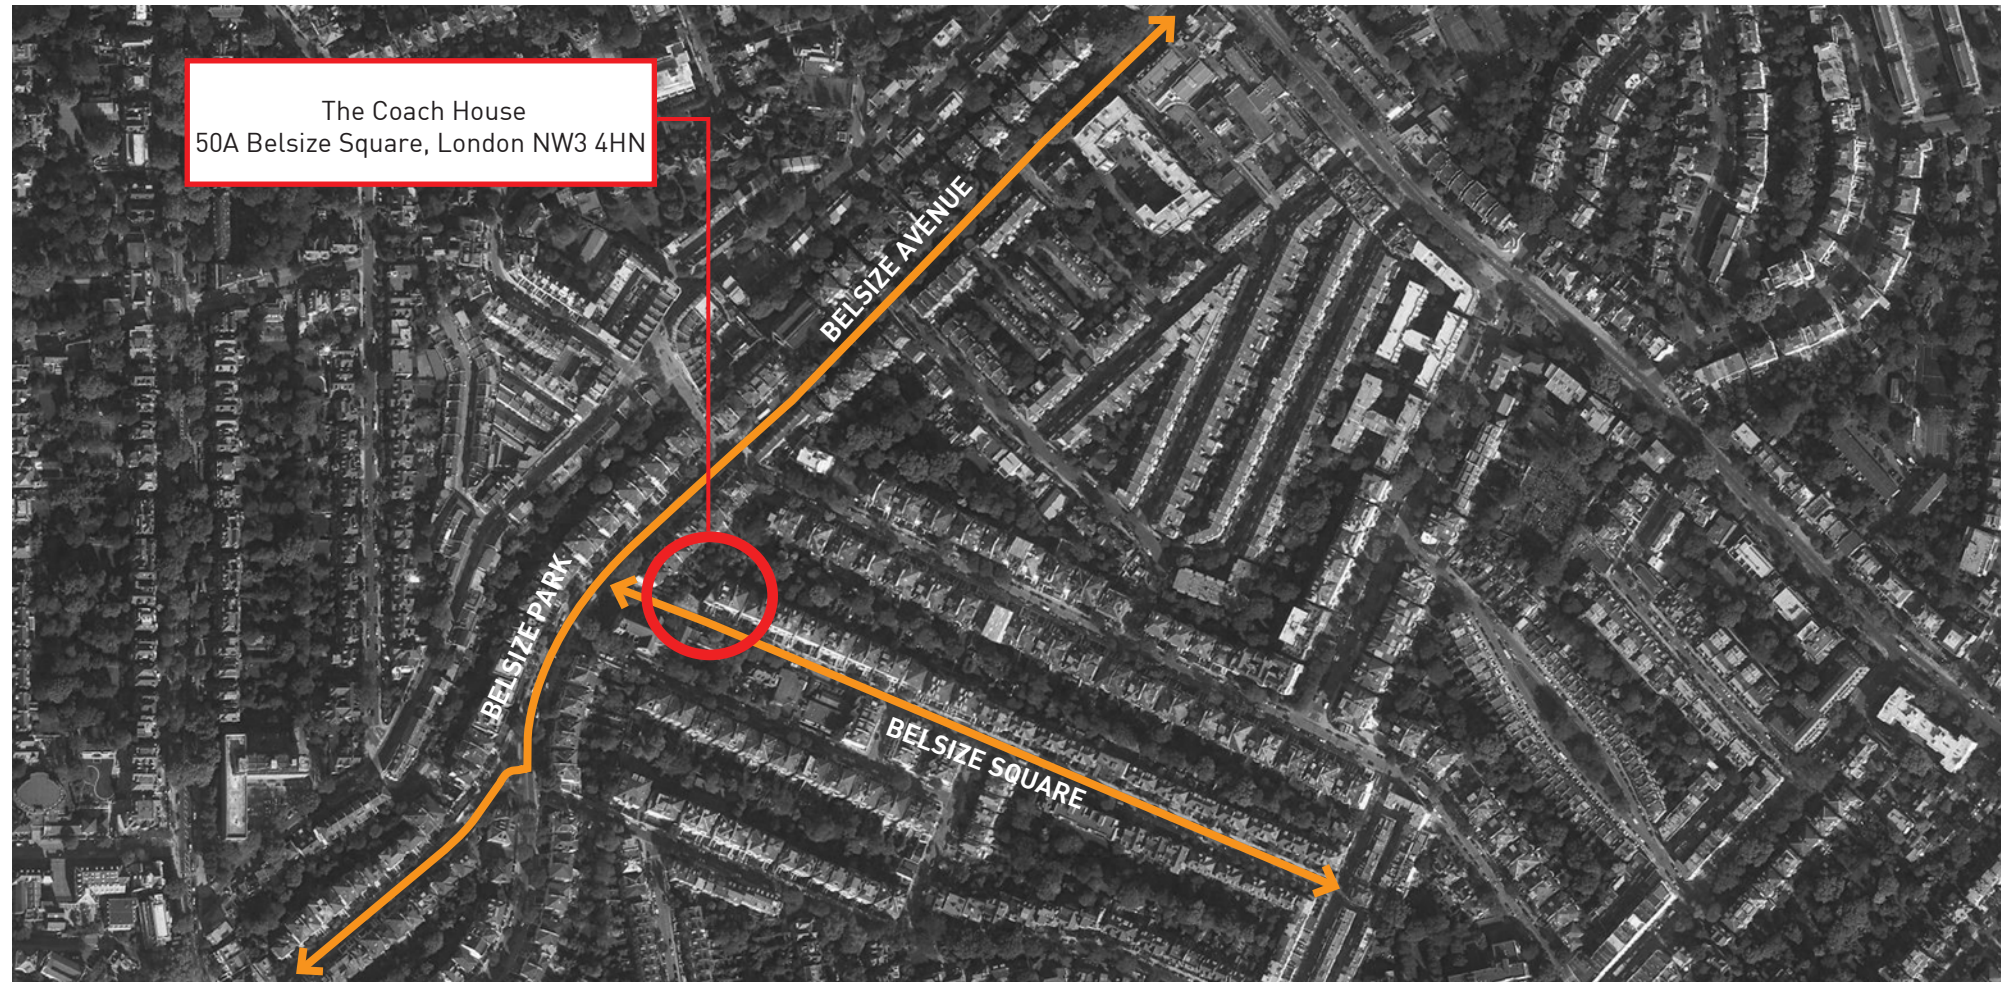 The Coach House
50A Belsize Square, London NW3 4HN
BELSIZE AVENUE
BELSIZE PARK
BELSIZE SQUARE